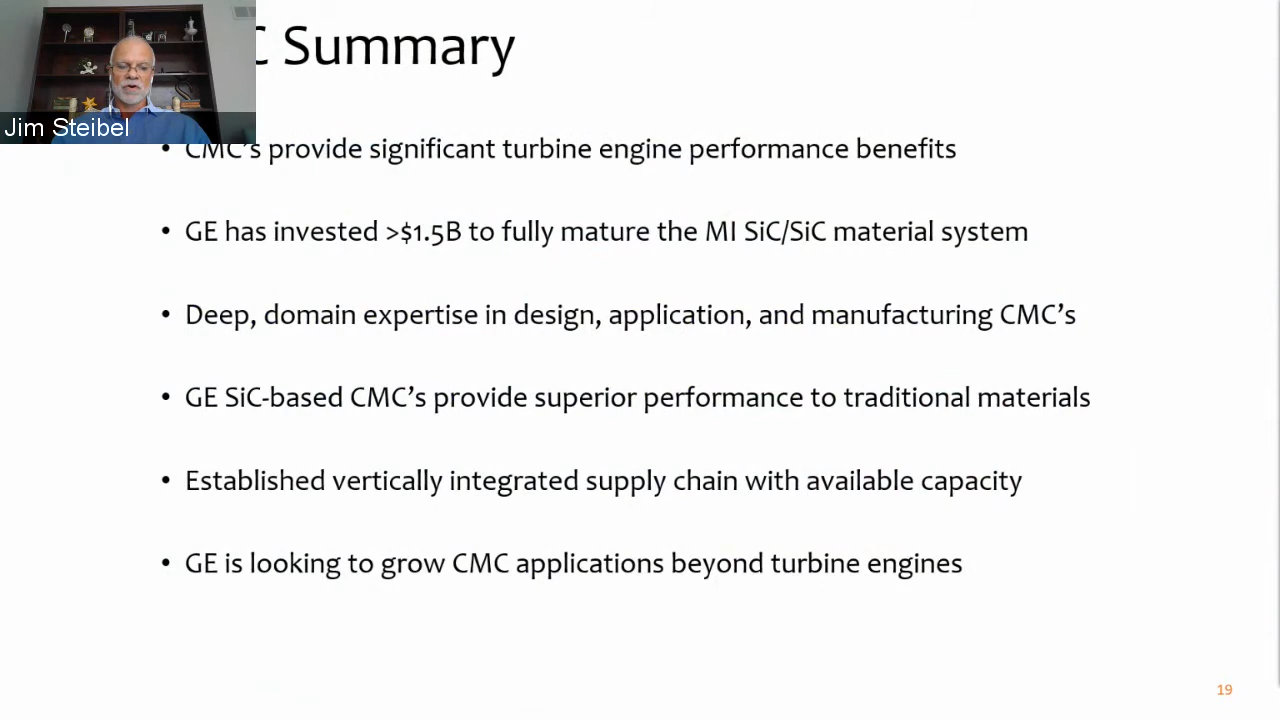 C Summary
Jim Steibel
• CMC's provide significant turbine engine performance benefits
• GE has invested >$1.5B to fully mature the MI SiC/SiC material system
• Deep, domain expertise in design, application, and manufacturing CMC’s
• GE SiC-based CMC’s provide superior performance to traditional materials
• Established vertically integrated supply chain with available capacity
• GE is looking to grow CMC applications beyond turbine engines
19